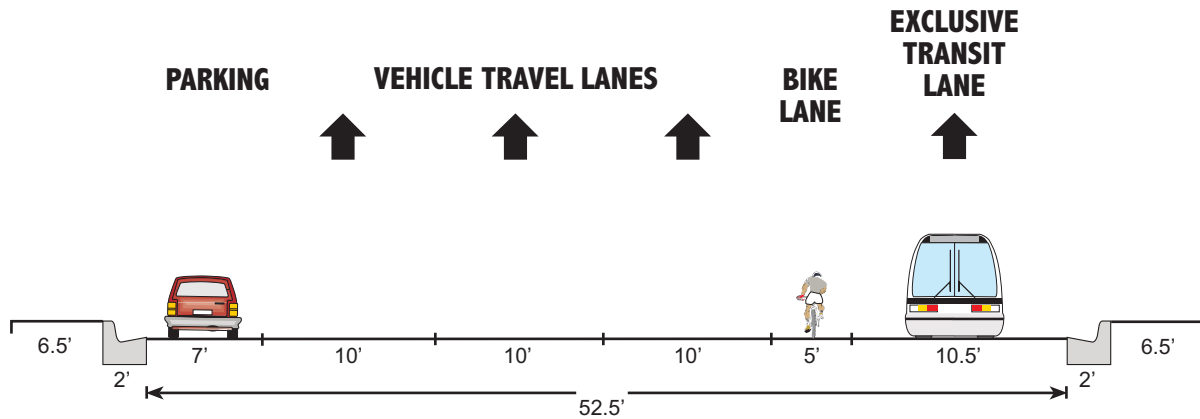 EXCLUSIVE
TRANSIT
LANE
PARKING
VEHICLE TRAVEL LANES
BIKE
LANE
6.5’
2’
7’
10’
10’
10’
5’
10.5’
2’
6.5’
52.5’